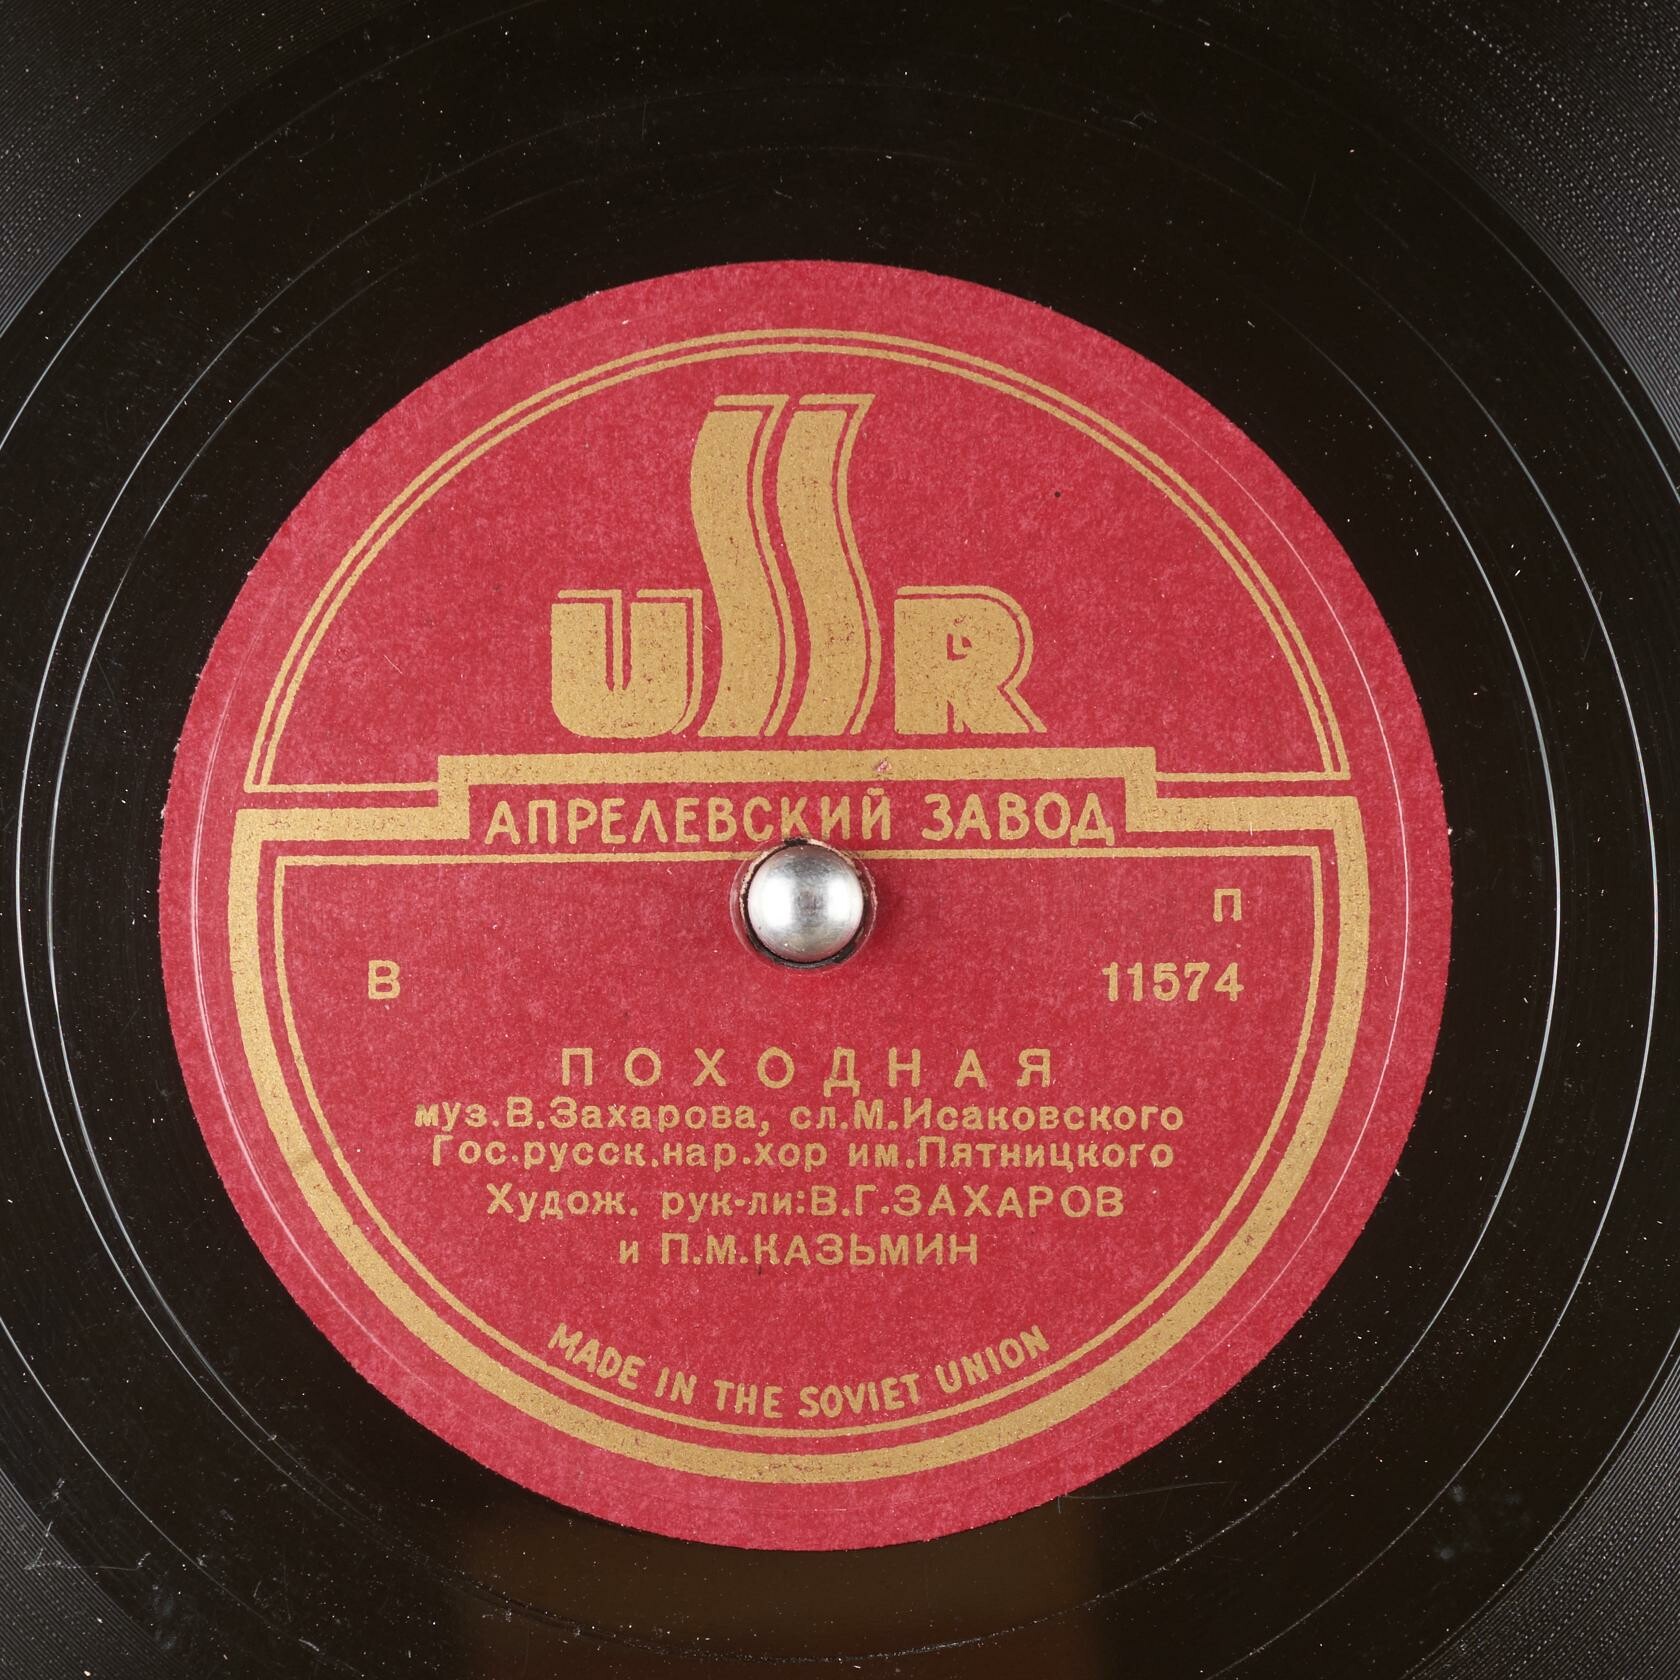 USSR
АПРЕЛЕВСКИЙ ЗАВОД
П
В 11574
ПОХОДНАЯ
муз.В.Захарова, сл.М.Исаковского
Гос.русск.нар.хор им.Пятницкого
Худож. рук-ли:В.Г.ЗАХАРОВ
и П.М.КАЗЬМИН
MADE IN THE SOVIET UNION